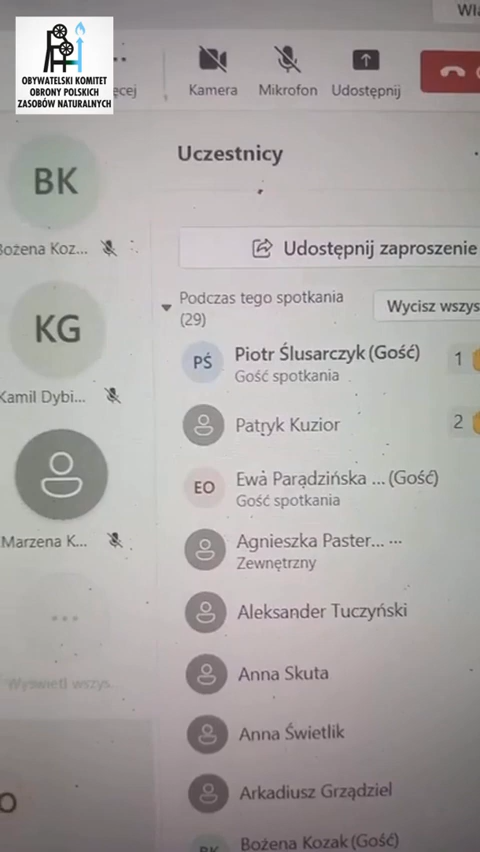 OBYWATELSKI KOMITET
OBRONY POLSKICH
ZASOBÓW NATURALNYCH
Kamera
Mikrofon
Udostępnij
BK
Bożena Koz...
KG
Kamil Dybi...
Marzena K...
Uczestnicy
Udostępnij zaproszenie
Podczas tego spotkania
(29)
Wycisz wszys
PŚ
Piotr Ślusarczyk (Gość)
1
Gość spotkania
Patryk Kuzior
2
EO
Ewa Parądzińska ... (Gość)
Gość spotkania
Agnieszka Paster... ...
Zewnętrzny
Aleksander Tuczyński
Anna Skuta
Anna Świetlik
Arkadiusz Grządziel
BK
Bożena Kozak (Gość)